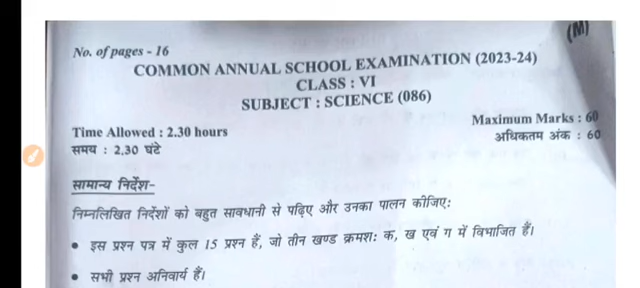 (M)
No. of pages - 16
COMMON ANNUAL SCHOOL EXAMINATION (2023-24)
CLASS : VI
SUBJECT : SCIENCE (086)
Time Allowed : 2.30 hours
Maximum Marks : 60
समय : 2.30 घंटे
अधिकतम अंक : 60
सामान्य निर्देश-
निम्नलिखित निर्देशों को बहुत सावधानी से पढ़िए और उनका पालन कीजिए:
• इस प्रश्न पत्र में कुल 15 प्रश्न हैं, जो तीन खण्ड क्रमश: क, ख एवं ग में विभाजित हैं।
• सभी प्रश्न अनिवार्य हैं।